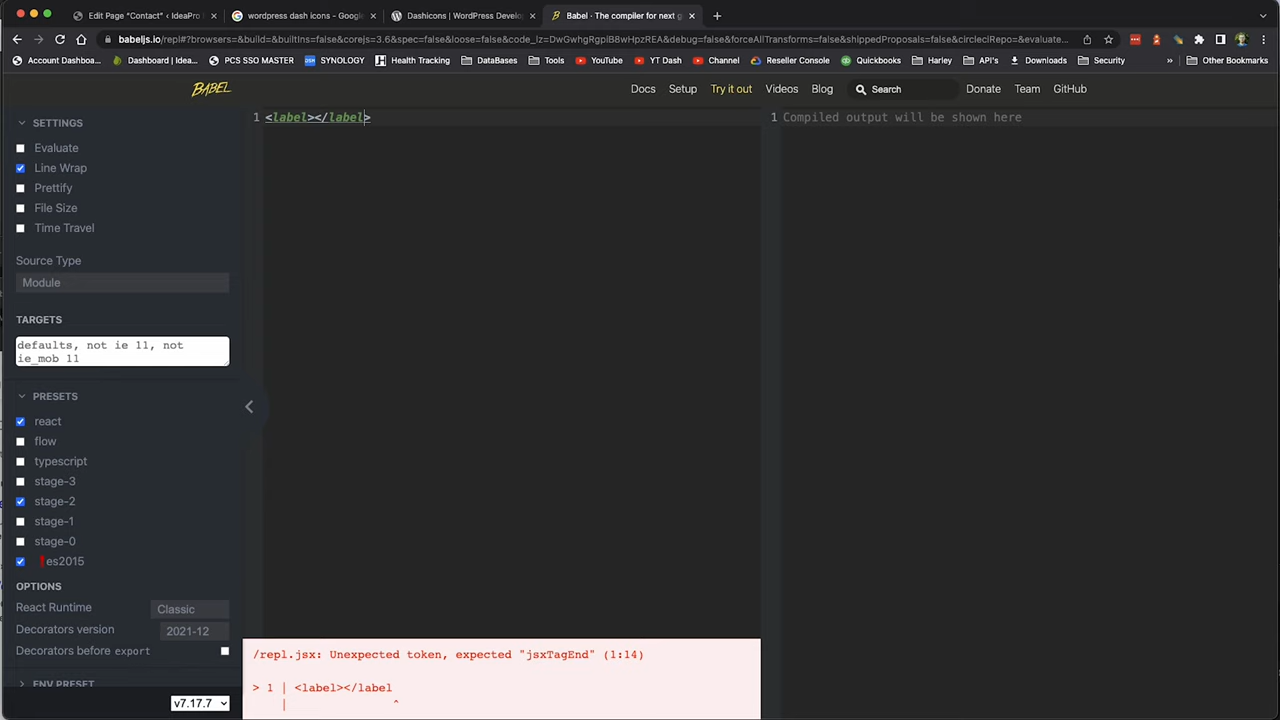 Edit Page "Contact" ‹ IdeaPro
wordpress dash icons - Google
Dashicons | WordPress Develo
Babel · The compiler for next g
babeljs.io/repl#?browsers=&build=&builtIns=false&corejs=3.6&spec=false&loose=false&code_lz=DwGwhgRgpiB8wHpzREA&debug=false&forceAllTransforms=false&shippedProposals=false&circleciRepo=&evaluate...
Account Dashboa... Dashboard | Idea... PCS SSO MASTER SYNOLOGY Health Tracking DataBases Tools YouTube YT Dash Channel Reseller Console Quickbooks Harley API's Downloads Security » Other Bookmarks
BABEL
Docs Setup Try it out Videos Blog Search Donate Team GitHub
SETTINGS
Evaluate
Line Wrap
Prettify
File Size
Time Travel
Source Type
Module
TARGETS
defaults, not ie 11, not
ie_mob 11
PRESETS
react
flow
typescript
stage-3
stage-2
stage-1
stage-0
es2015
OPTIONS
React Runtime Classic
Decorators version 2021-12
Decorators before export
ENV PRESET
v7.17.7
1 <label></label>
1 Compiled output will be shown here
/repl.jsx: Unexpected token, expected "jsxTagEnd" (1:14)
> 1 | <label></label
| ^